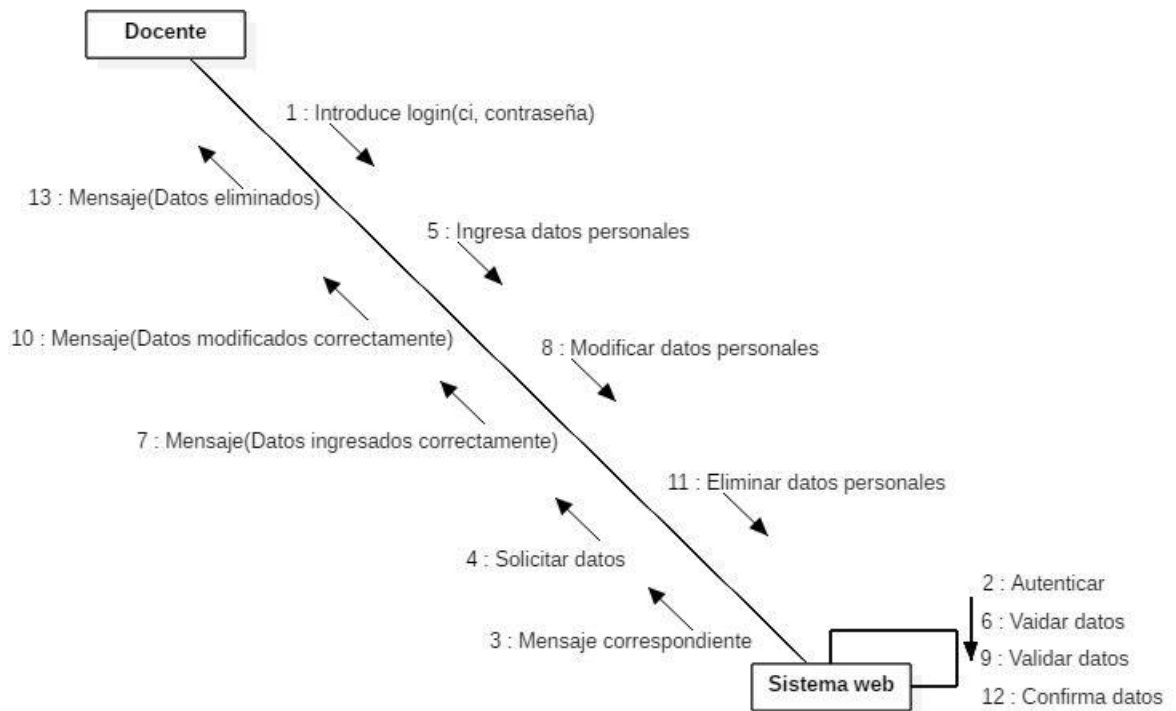 Docente
1 : Introduce login(ci, contraseña)
13 : Mensaje(Datos eliminados)
5 : Ingresa datos personales
10 : Mensaje(Datos modificados correctamente)
8 : Modificar datos personales
7 : Mensaje(Datos ingresados correctamente)
11 : Eliminar datos personales
4 : Solicitar datos
2 : Autenticar
6 : Vaidar datos
3 : Mensaje correspondiente
9 : Validar datos
Sistema web
12 : Confirma datos